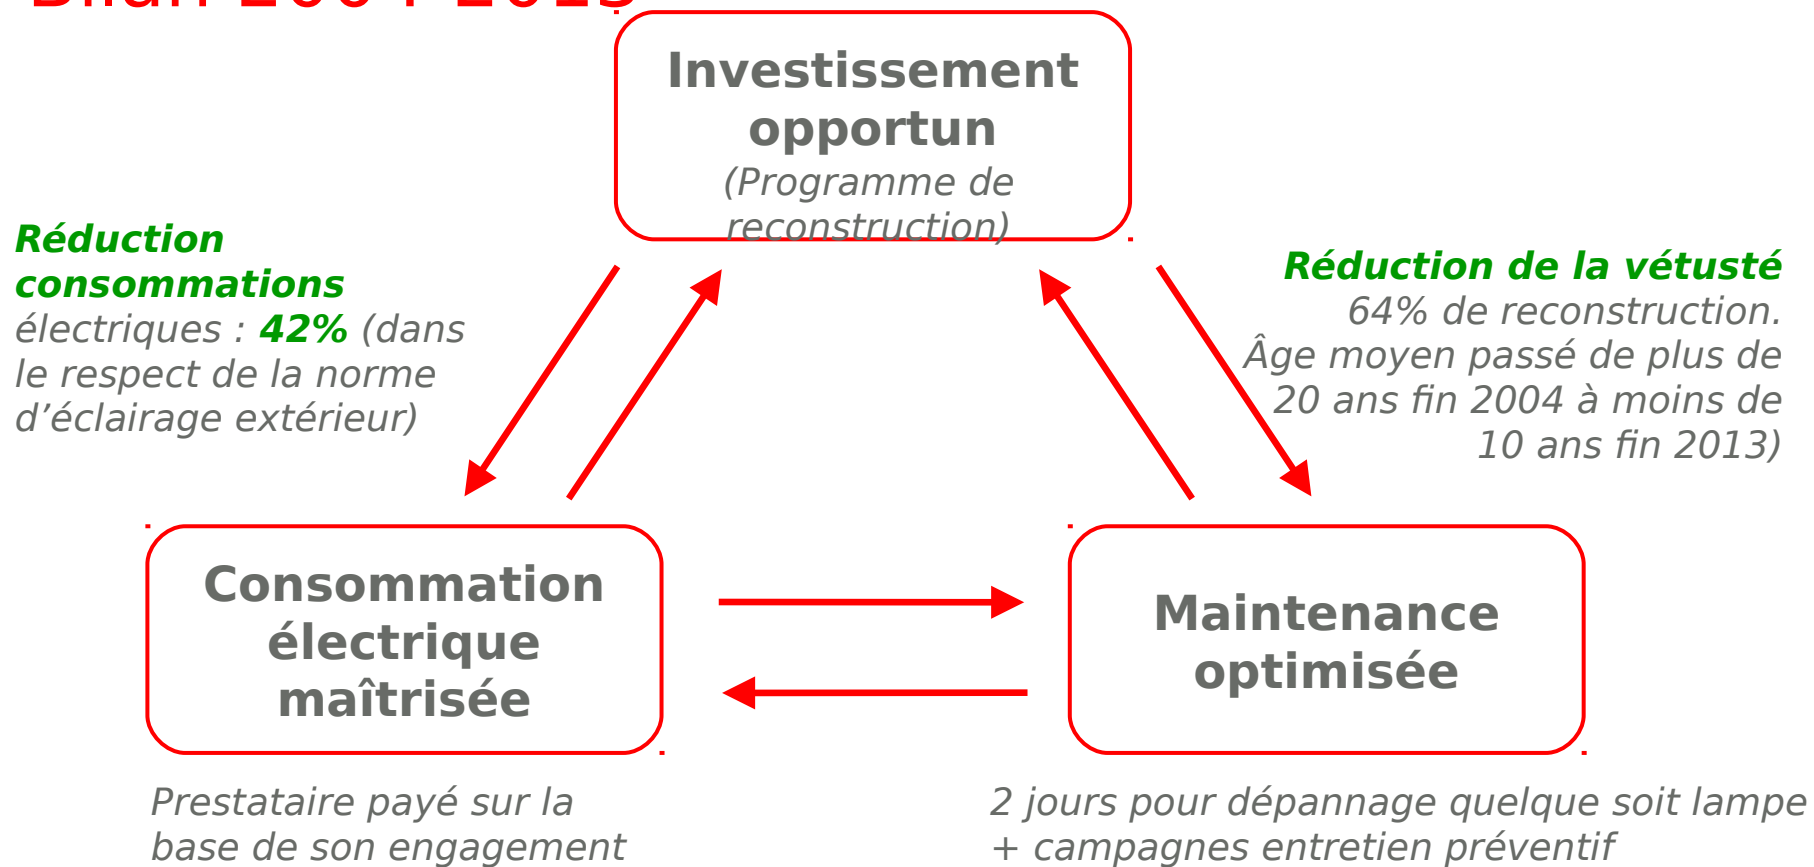 Bilan 2004-2013
Investissement
opportun
(Programme de
reconstruction)
Réduction
consommations
électriques : 42% (dans
le respect de la norme
d’éclairage extérieur)
Réduction de la vétusté
64% de reconstruction.
Âge moyen passé de plus de
20 ans fin 2004 à moins de
10 ans fin 2013)
Consommation
électrique
maîtrisée
Maintenance
optimisée
Prestataire payé sur la
base de son engagement
2 jours pour dépannage quelque soit lampe
+ campagnes entretien préventif